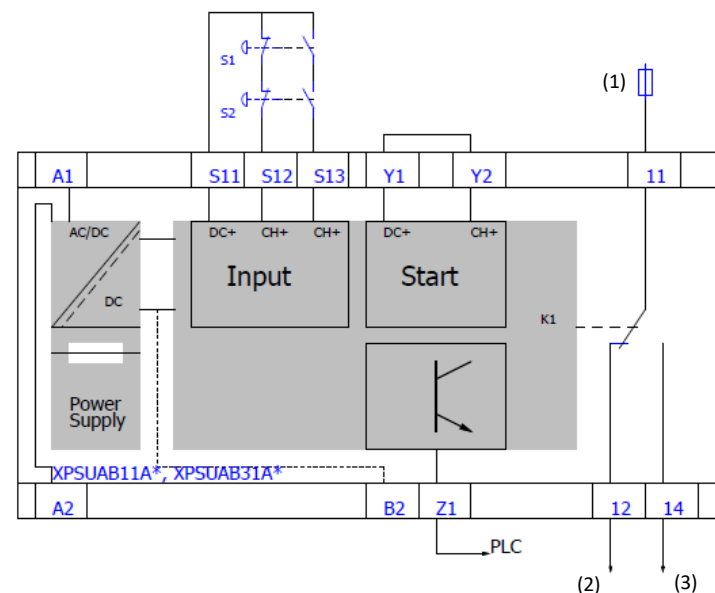 S1
(1)
S2
A1 S11 S12 S13 Y1 Y2 11
AC/DC DC+ CH+ CH+ DC+ CH+
Input Start
DC
K1
Power
Supply
XPSUAB11A*, XPSUAB31A*
A2 B2 Z1 12 14
PLC
(2) (3)